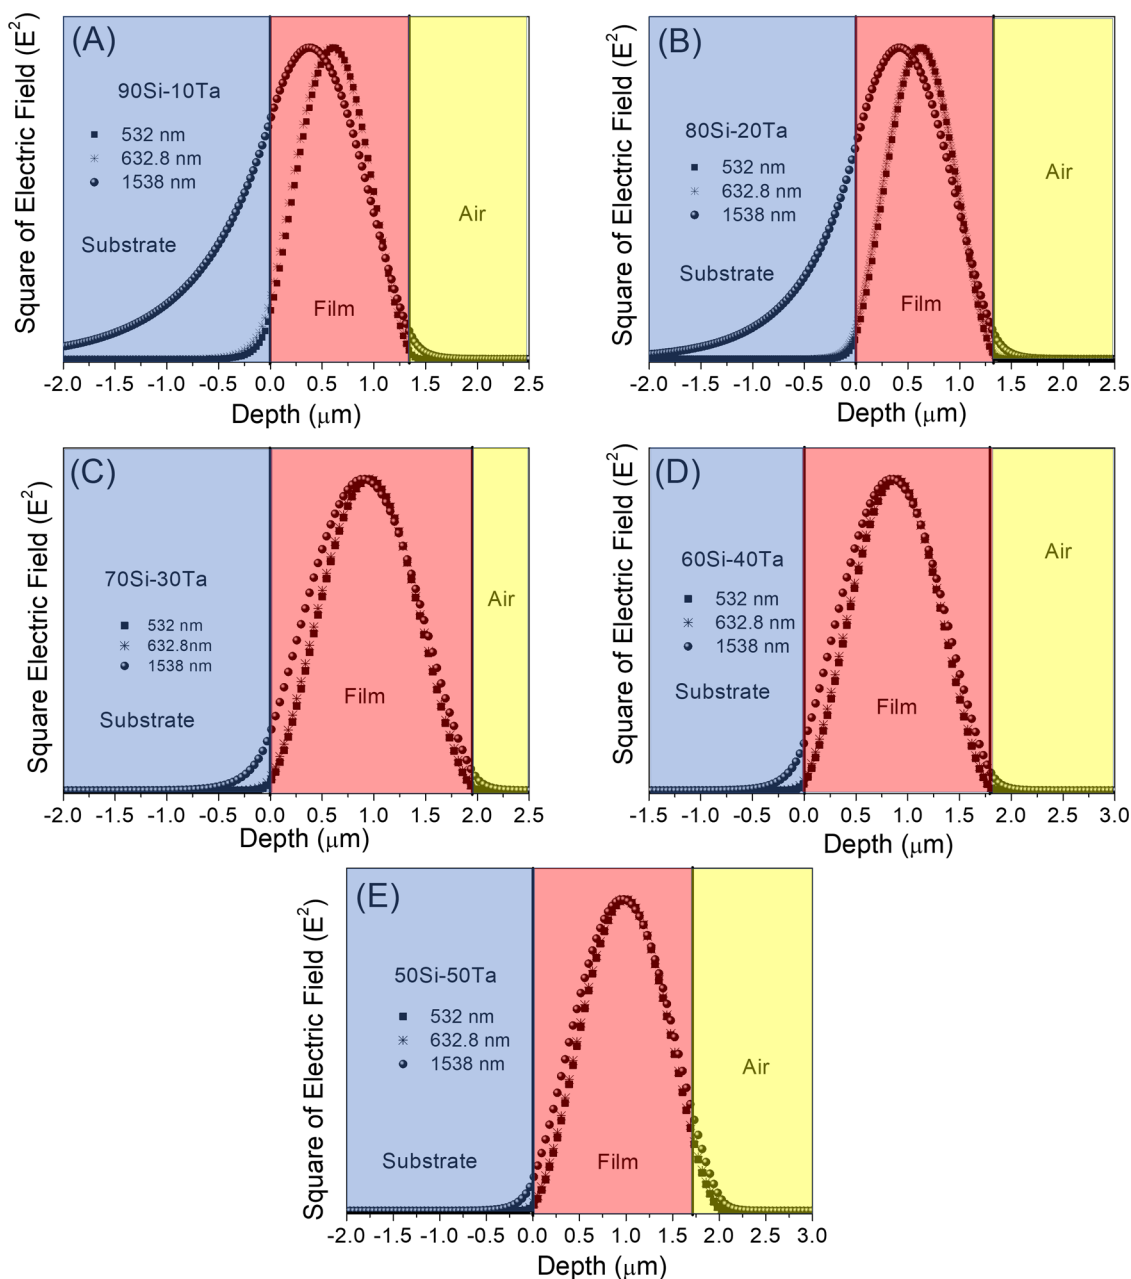 (A)
90Si-10Ta
532 nm
632.8 nm
1538 nm
Substrate
Film
Air
Square of Electric Field (E²)
-2.0 -1.5 -1.0 -0.5 0.0 0.5 1.0 1.5 2.0 2.5
Depth (μm)
(B)
80Si-20Ta
532 nm
632.8 nm
1538 nm
Substrate
Film
Air
Square of Electric Field (E²)
-2.0 -1.5 -1.0 -0.5 0.0 0.5 1.0 1.5 2.0 2.5
Depth (μm)
(C)
70Si-30Ta
532 nm
632.8nm
1538 nm
Substrate
Film
Air
Square Electric Field (E²)
-2.0 -1.5 -1.0 -0.5 0.0 0.5 1.0 1.5 2.0 2.5
Depth (μm)
(D)
60Si-40Ta
532 nm
632.8 nm
1538 nm
Substrate
Film
Air
Square of Electric Field (E²)
-1.5 -1.0 -0.5 0.0 0.5 1.0 1.5 2.0 2.5 3.0
Depth (μm)
(E)
50Si-50Ta
532 nm
632.8 nm
1538 nm
Substrate
Film
Air
Square of Electric Field (E²)
-2.0 -1.5 -1.0 -0.5 0.0 0.5 1.0 1.5 2.0 2.5 3.0
Depth (μm)